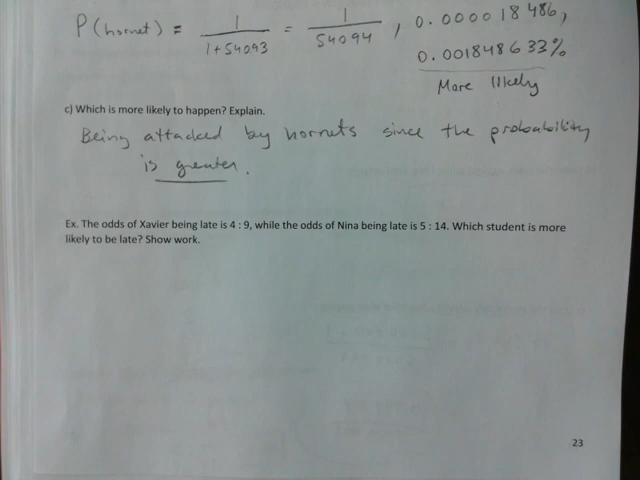 P(hornet) = 1/(1+54093) = 1/54094 , 0.000018486,
0.001848633%
More likely
c) Which is more likely to happen? Explain.
Being attacked by hornets since the probability
is greater.
Ex. The odds of Xavier being late is 4 : 9, while the odds of Nina being late is 5 : 14. Which student is more
likely to be late? Show work.
23